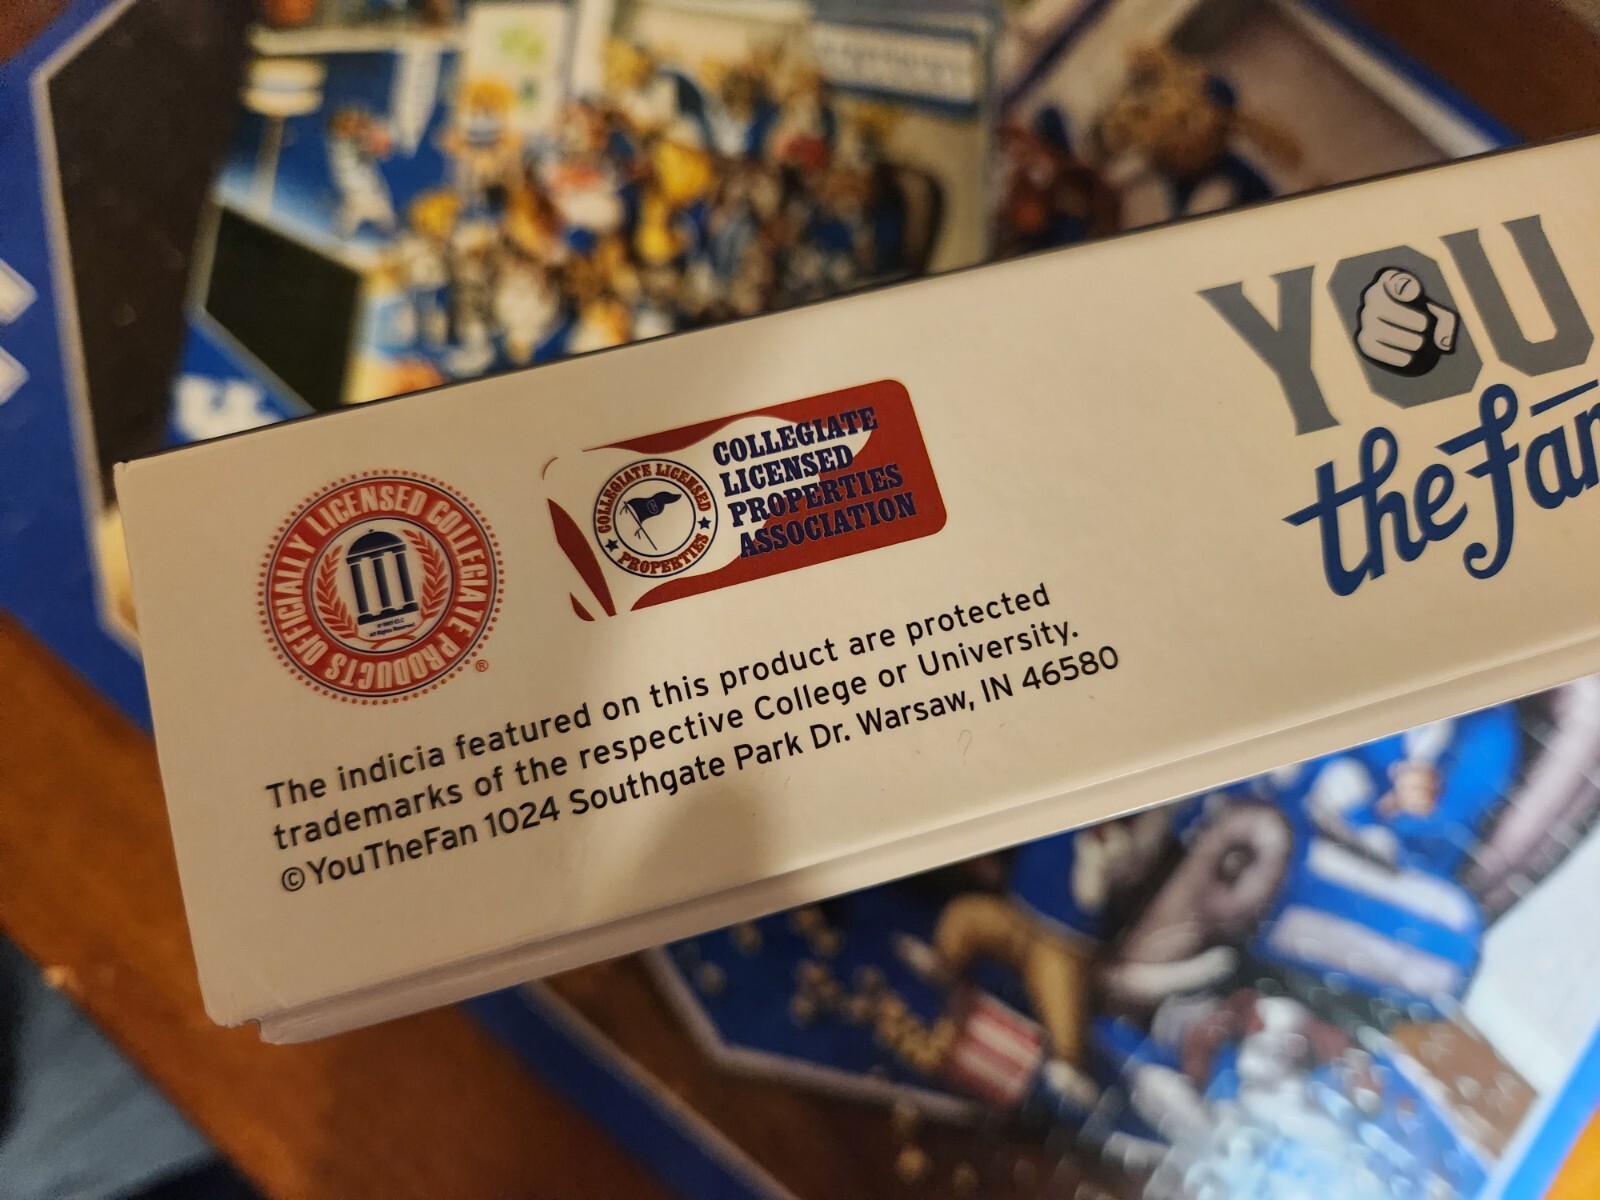 OFFICIALLY LICENSED COLLEGIATE PRODUCTS
®
COLLEGIATE LICENSED
PROPERTIES
COLLEGIATE
LICENSED
PROPERTIES
ASSOCIATION
YOU
the Fan
The indicia featured on this product are protected
trademarks of the respective College or University.
©YouTheFan 1024 Southgate Park Dr. Warsaw, IN 46580